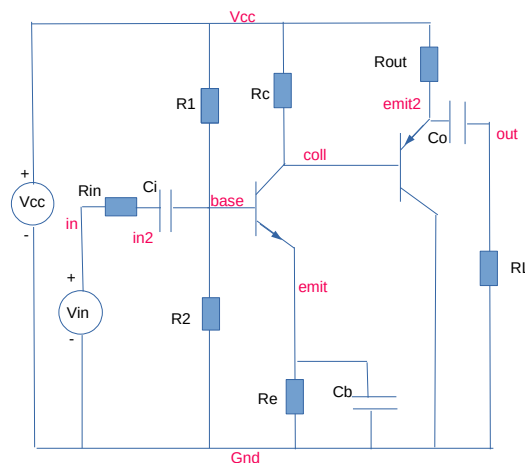 Vcc
Rout
R1
Rc
emit2
Co
out
coll
+
Vcc
-
Rin
Ci
base
in
in2
+
Vin
-
R2
emit
RL
Re
Cb
Gnd